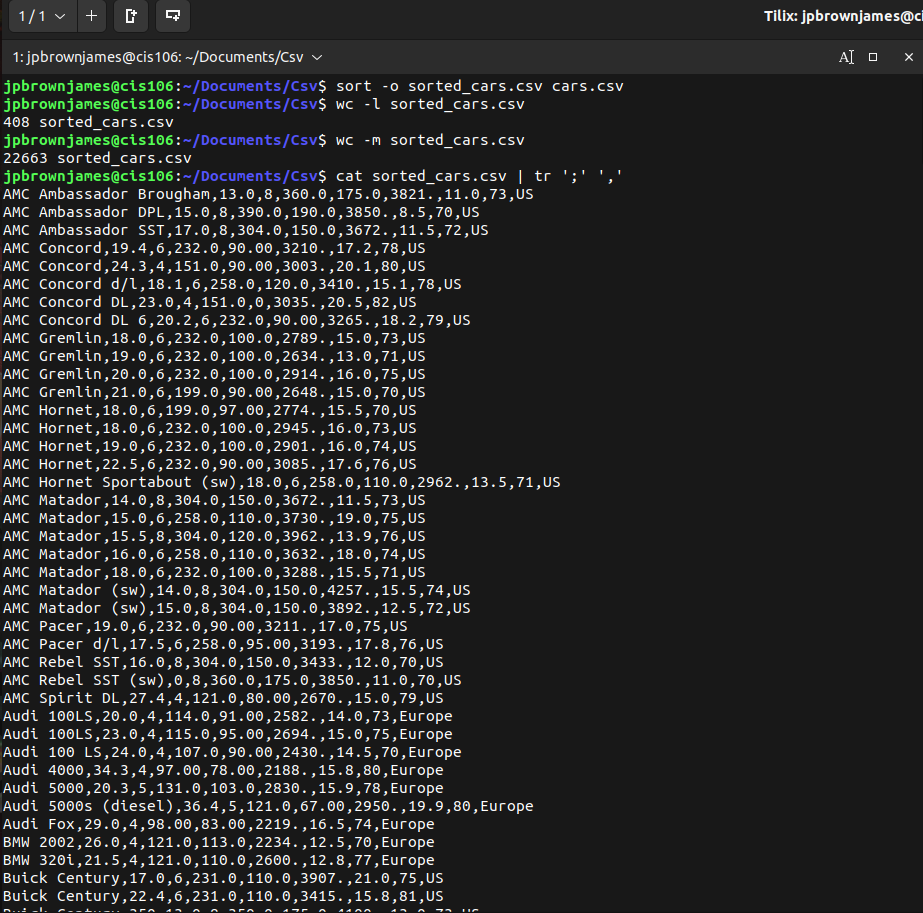 1 / 1
Tilix: jpbrownjames@ci
1: jpbrownjames@cis106: ~/Documents/Csv
jpbrownjames@cis106:~/Documents/Csv$ sort -o sorted_cars.csv cars.csv
jpbrownjames@cis106:~/Documents/Csv$ wc -l sorted_cars.csv
408 sorted_cars.csv
jpbrownjames@cis106:~/Documents/Csv$ wc -m sorted_cars.csv
22663 sorted_cars.csv
jpbrownjames@cis106:~/Documents/Csv$ cat sorted_cars.csv | tr ';' ','
AMC Ambassador Brougham,13.0,8,360.0,175.0,3821.,11.0,73,US
AMC Ambassador DPL,15.0,8,390.0,190.0,3850.,8.5,70,US
AMC Ambassador SST,17.0,8,304.0,150.0,3672.,11.5,72,US
AMC Concord,19.4,6,232.0,90.00,3210.,17.2,78,US
AMC Concord,24.3,4,151.0,90.00,3003.,20.1,80,US
AMC Concord d/l,18.1,6,258.0,120.0,3410.,15.1,78,US
AMC Concord DL,23.0,4,151.0,0,3035.,20.5,82,US
AMC Concord DL 6,20.2,6,232.0,90.00,3265.,18.2,79,US
AMC Gremlin,18.0,6,232.0,100.0,2789.,15.0,73,US
AMC Gremlin,19.0,6,232.0,100.0,2634.,13.0,71,US
AMC Gremlin,20.0,6,232.0,100.0,2914.,16.0,75,US
AMC Gremlin,21.0,6,199.0,90.00,2648.,15.0,70,US
AMC Hornet,18.0,6,199.0,97.00,2774.,15.5,70,US
AMC Hornet,18.0,6,232.0,100.0,2945.,16.0,73,US
AMC Hornet,19.0,6,232.0,100.0,2901.,16.0,74,US
AMC Hornet,22.5,6,232.0,90.00,3085.,17.6,76,US
AMC Hornet Sportabout (sw),18.0,6,258.0,110.0,2962.,13.5,71,US
AMC Matador,14.0,8,304.0,150.0,3672.,11.5,73,US
AMC Matador,15.0,6,258.0,110.0,3730.,19.0,75,US
AMC Matador,15.5,8,304.0,120.0,3962.,13.9,76,US
AMC Matador,16.0,6,258.0,110.0,3632.,18.0,74,US
AMC Matador,18.0,6,232.0,100.0,3288.,15.5,71,US
AMC Matador (sw),14.0,8,304.0,150.0,4257.,15.5,74,US
AMC Matador (sw),15.0,8,304.0,150.0,3892.,12.5,72,US
AMC Pacer,19.0,6,232.0,90.00,3211.,17.0,75,US
AMC Pacer d/l,17.5,6,258.0,95.00,3193.,17.8,76,US
AMC Rebel SST,16.0,8,304.0,150.0,3433.,12.0,70,US
AMC Rebel SST (sw),0,8,360.0,175.0,3850.,11.0,70,US
AMC Spirit DL,27.4,4,121.0,80.00,2670.,15.0,79,US
Audi 100LS,20.0,4,114.0,91.00,2582.,14.0,73,Europe
Audi 100LS,23.0,4,115.0,95.00,2694.,15.0,75,Europe
Audi 100 LS,24.0,4,107.0,90.00,2430.,14.5,70,Europe
Audi 4000,34.3,4,97.00,78.00,2188.,15.8,80,Europe
Audi 5000,20.3,5,131.0,103.0,2830.,15.9,78,Europe
Audi 5000s (diesel),36.4,5,121.0,67.00,2950.,19.9,80,Europe
Audi Fox,29.0,4,98.00,83.00,2219.,16.5,74,Europe
BMW 2002,26.0,4,121.0,113.0,2234.,12.5,70,Europe
BMW 320i,21.5,4,121.0,110.0,2600.,12.8,77,Europe
Buick Century,17.0,6,231.0,110.0,3907.,21.0,75,US
Buick Century,22.4,6,231.0,110.0,3415.,15.8,81,US